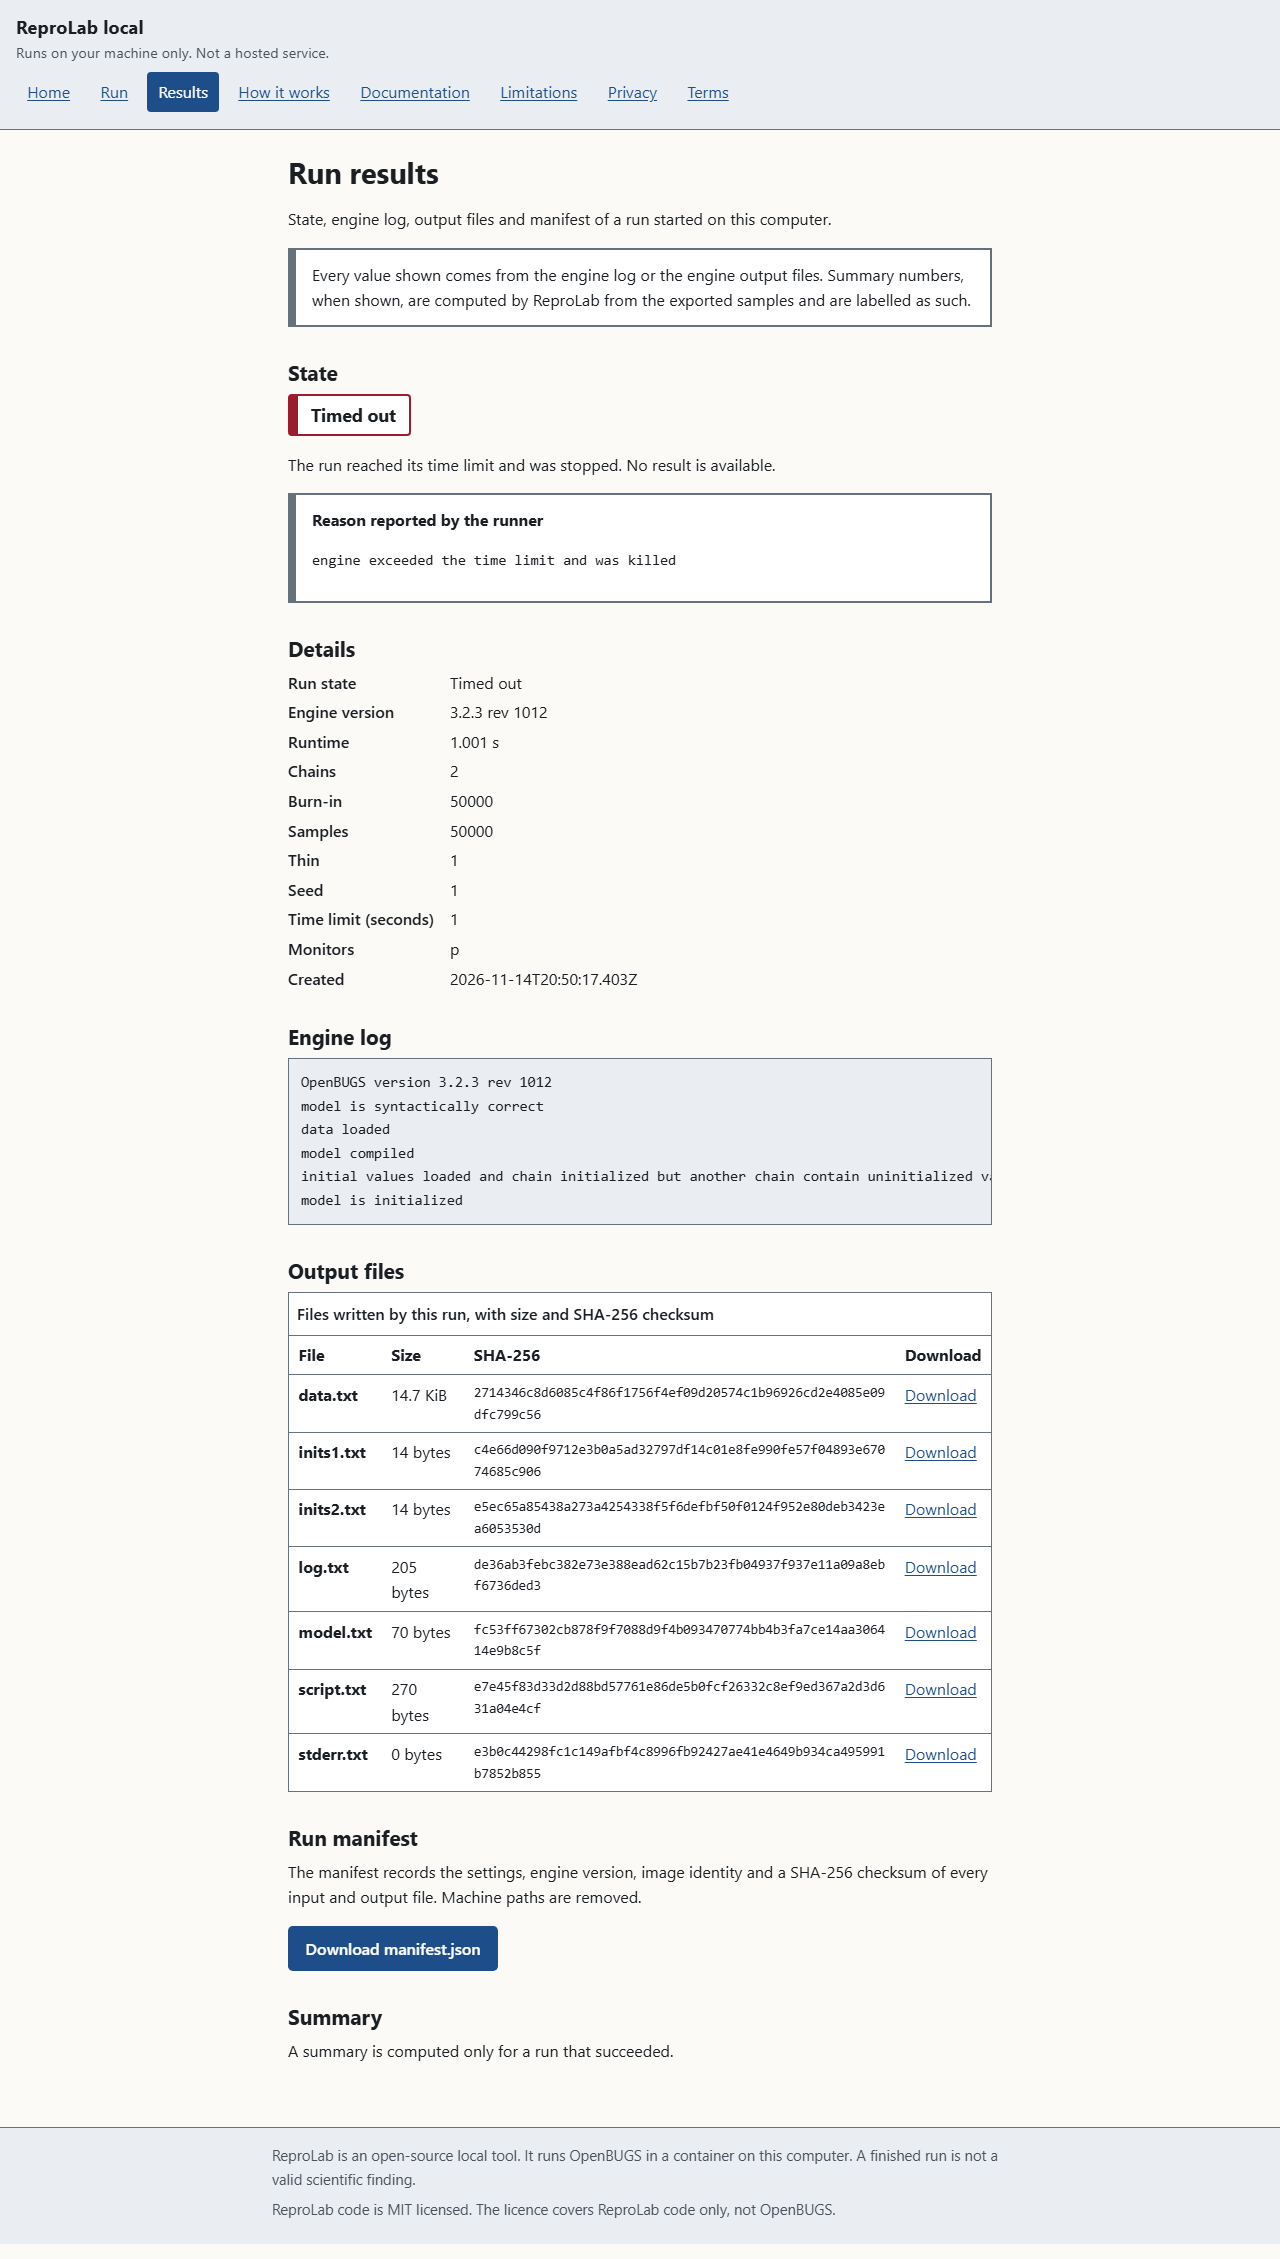 ReproLab local
Runs on your machine only. Not a hosted service.
Home Run Results How it works Documentation Limitations Privacy Terms
Run results
State, engine log, output files and manifest of a run started on this computer.
Every value shown comes from the engine log or the engine output files. Summary numbers,
when shown, are computed by ReproLab from the exported samples and are labelled as such.
State
Timed out
The run reached its time limit and was stopped. No result is available.
Reason reported by the runner
engine exceeded the time limit and was killed
Details
Run state Timed out
Engine version 3.2.3 rev 1012
Runtime 1.001 s
Chains 2
Burn-in 50000
Samples 50000
Thin 1
Seed 1
Time limit (seconds) 1
Monitors p
Created 2026-11-14T20:50:17.403Z
Engine log
OpenBUGS version 3.2.3 rev 1012
model is syntactically correct
data loaded
model compiled
initial values loaded and chain initialized but another chain contain uninitialized
model is initialized
Output files
Files written by this run, with size and SHA-256 checksum
File Size SHA-256 Download
data.txt 14.7 KiB 2714346c8d6085c4f86f1756f4ef09d20574c1b96926cd2e4085e09 Download
dfc799c56
inits1.txt 14 bytes c4e66d090f9712e3b0a5ad32797df14c01e8fe990fe57f04893e670 Download
74685c906
inits2.txt 14 bytes e5ec65a85438a273a4254338f5f6defbf50f0124f952e80deb3423e Download
a6053530d
log.txt 205 de36ab3febc382e73e388ead62c15b7b23fb04937f937e11a09a8eb Download
bytes f6736ded3
model.txt 70 bytes fc53ff67302cb878f9f7088d9f4b093470774bb4b3fa7ce14aa3064 Download
14e9b8c5f
script.txt 270 e7e45f83d33d2d88bd57761e86de5b0fcf26332c8ef9ed367a2d3d6 Download
bytes 31a04e4cf
stderr.txt 0 bytes e3b0c44298fc1c149afbf4c8996fb92427ae41e4649b934ca495991 Download
b7852b855
Run manifest
The manifest records the settings, engine version, image identity and a SHA-256 checksum of every
input and output file. Machine paths are removed.
Download manifest.json
Summary
A summary is computed only for a run that succeeded.
ReproLab is an open-source local tool. It runs OpenBUGS in a container on this computer. A finished run is not a
valid scientific finding.
ReproLab code is MIT licensed. The licence covers ReproLab code only, not OpenBUGS.